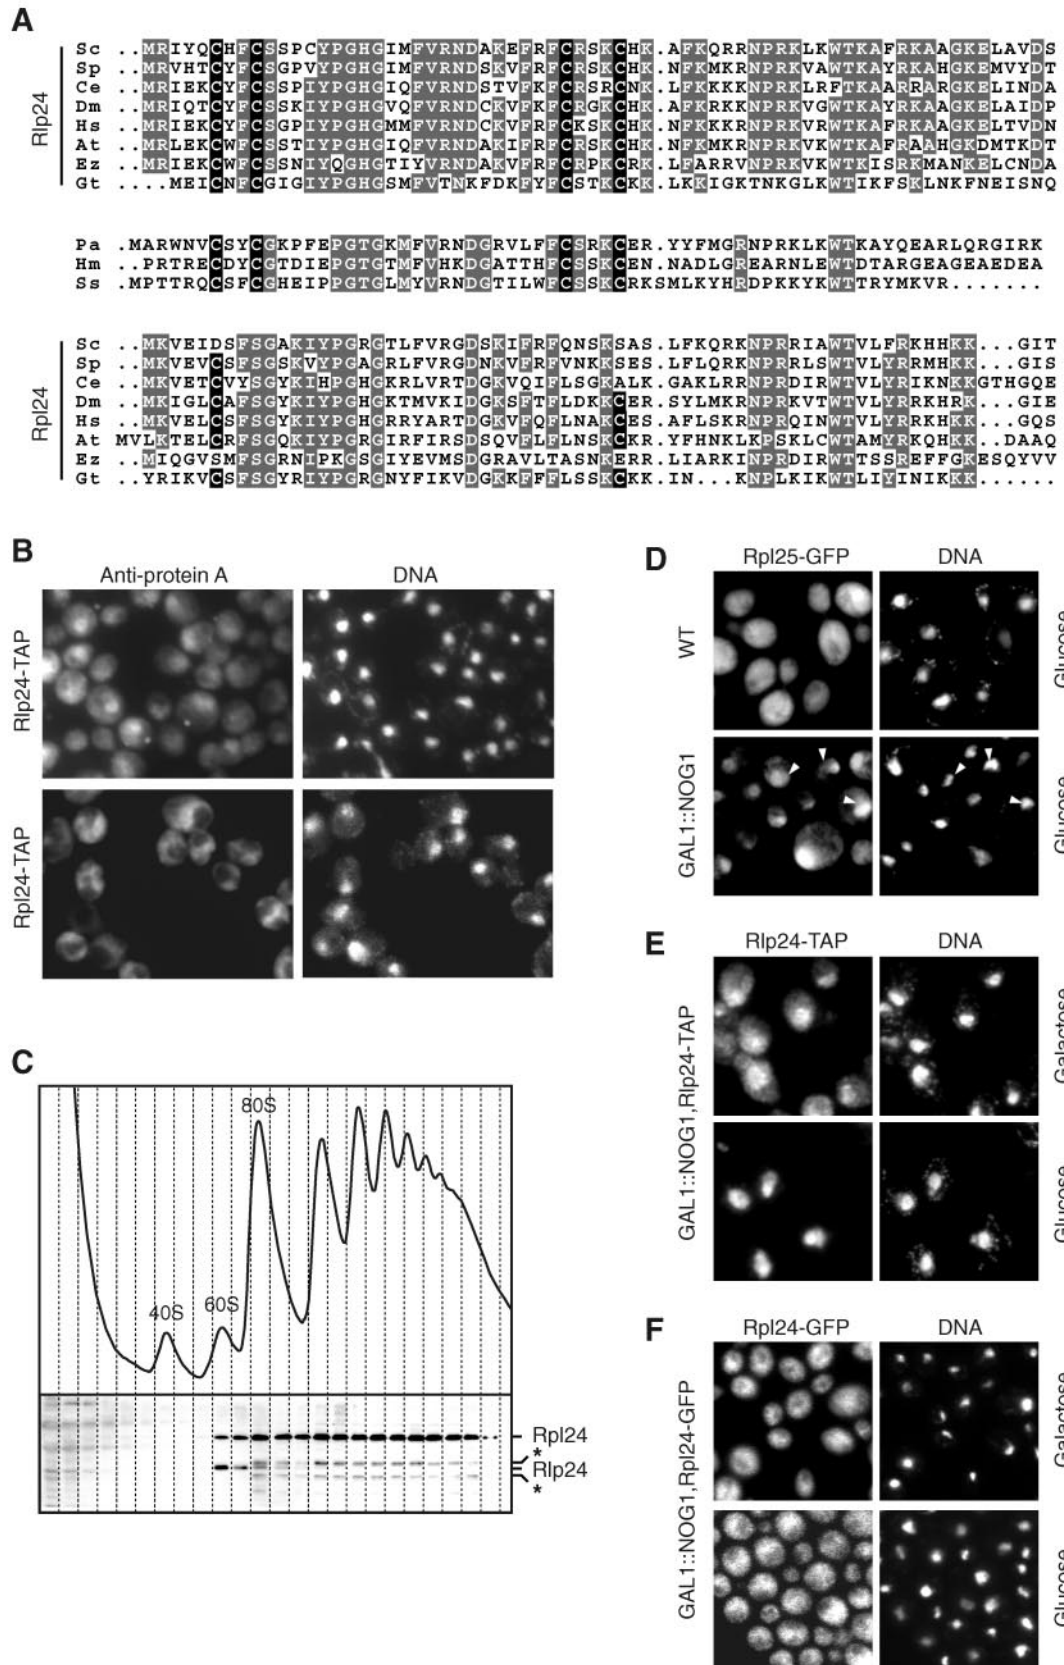 A
Rlp24
Sc ..MRIYQCHFCSSPCYPGHGIMFVRNDAKEFRFCRSKCHK.AFKQRRNPRKLKWTKAFRKAAGKELAVDS
Sp ..MRVHTCYFCSGPVYPGHGIMFVRNDSKVFRFCRSKCHK.NFKMKRNPRKVAWTKAYRKAHGKEMVYDT
Ce ..MRIEKCYFCSSPIYPGHGIQFVRNDSTVFKFCRSRCNK.LFKKKKNPRKLRFTKAARRARGKELINDA
Dm ..MRIQTCYFCSSKIYPGHGVQFVRNDCKVFKFCRGKCHK.AFKRKKNPRKVGWTKAYRKAAGKELAIDP
Hs ..MRIEKCYFCSGPIYPGHGMMFVRNDCKVFRFCKSKCHK.NFKKKRNPRKVRWTKAFRKAAGKELTVDN
At ..MRLEKCWFCSSTIYPGHGIQFVRNDAKIFRFCRSKCHK.NFKMKRNPRKVKWTKAFRAAHGKDMTKDT
Ez ..MRIEKCWFCSSNIYQGHGTIYVRNDAKVFRFCRPKCRK.LFARRVNPRKVKWTKISRKMANKELCNDA
Gt ....MEICNFCGIGIYPGHGSMFVTNKFDKFYFCSTKCKK.LKKIGKTNKGLKWTIKFSKLNKFNEISNQ
Pa .MARWNVCSYCGKPFEPGTGKMFVRNDGRVLFFCSRKCER.YYFMGRNPRKLKWTKAYQEARLQRGIRK
Hm ..PRTRECDYCGTDIEPGTGTMFVHKDGATTHFCSSKCEN.NADLGREARNLEWTDTARGEAGEAEDEA
Ss ..MPTTRQCSFCGHEIPPGTGLMYVRNDGTILWFCSSKCRKSMLKYHRDPKKYKWTTRYMKVR.......
Rpl24
Sc ..MKVEIDSFSGAKIYPGRGTLFVRGDSKIFRFQNSKSAS.LFKQRKNPRRIAWTVLFRKHHKK...GIT
Sp ..MKVEVCSFSGSKVYPGAGRLFVRGDNKVFRFVNKKSES.LFLQRKNPRRLSWTVLYRRMHKK...GIS
Ce ..MKVETCVYSGYKIHPGHGKRLVRTDGKVQIFLSGKALK.GAKLRRNPRDIRWTVLYRIKNKKGTHGQE
Dm ..MKIGLCAFSGYKIYPGHGKTMVKIDGKSFTFLDKKCER.SYLMKRNPRKVTWTVLYRRKHRK...GIE
Hs ..MKVELCSFSGYKIYPGHGRRYARTDGKVFQFLNAKCES.AFLSKRNPRQINWTVLYRRKHKK...GQS
At MVLKTELCRFSGQKIYPGRGIRFIRSDSQVFLFLNSKCKR.YFHNKLKPSKLCWTAMYRKQHKK...DAAQ
Ez ..MIQGVSMFSGRNIPKGSGIYEVMSDGRAVLTASNKERR.LIARKINPRDIRWTTSSREFFGKESQYVV
Gt ..YRIKVCSFSGYRIYPGRGNYFIKVDGKKFFFLSSKCKK.IN...KNPLKIKWTLIYINIKKK......
B
Anti-protein A DNA
Rlp24-TAP
Rpl24-TAP
C
80S
40S
60S
Rpl24
*
Rlp24
*
D
Rpl25-GFP DNA
WT
Glucose
GAL1::NOG1
Glucose
E
Rlp24-TAP DNA
GAL1::NOG1,Rlp24-TAP
Galactose
Glucose
F
Rpl24-GFP DNA
GAL1::NOG1,Rpl24-GFP
Galactose
Glucose